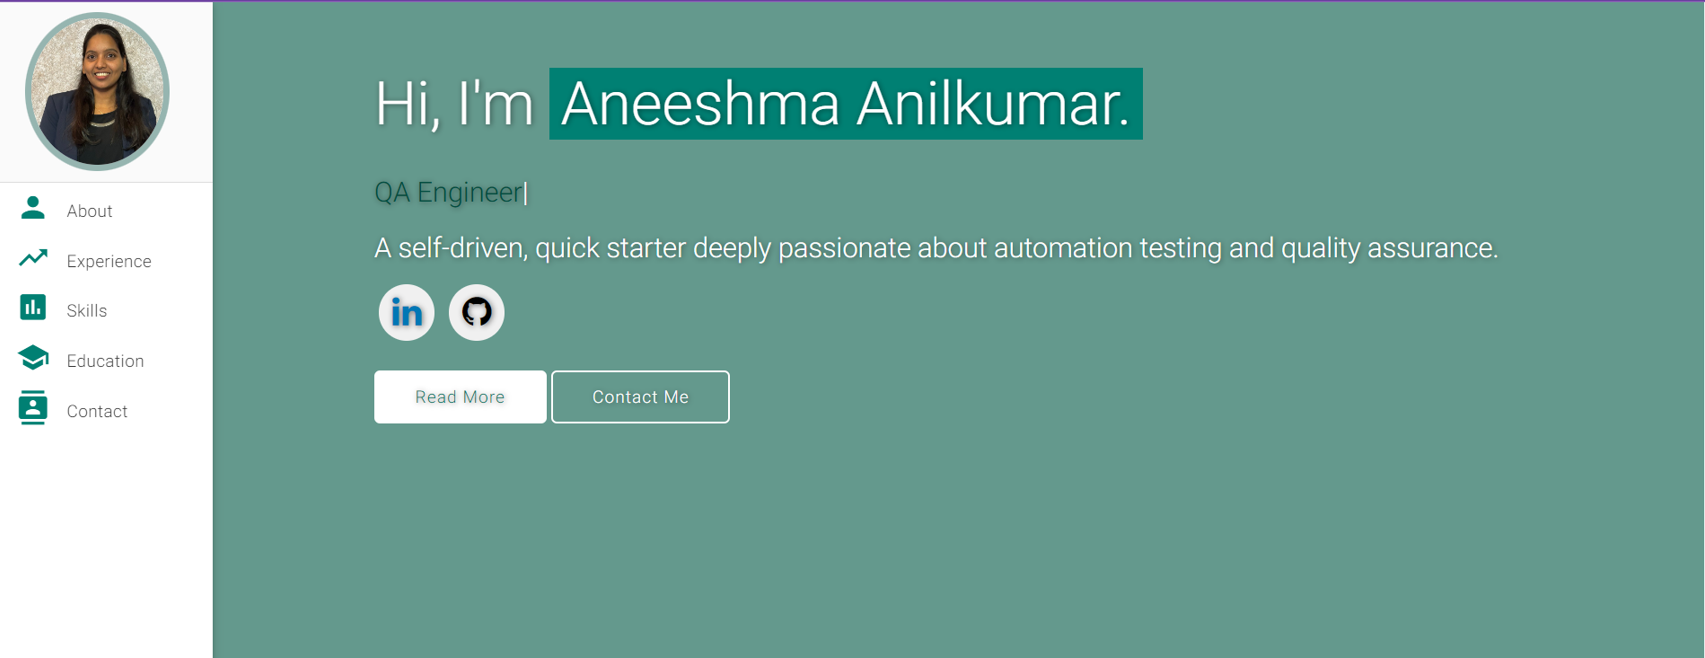 Hi, I'm Aneeshma Anilkumar.
About
QA Engineer|
Experience
A self-driven, quick starter deeply passionate about automation testing and quality assurance.
Skills
in
Education
Read More
Contact Me
Contact